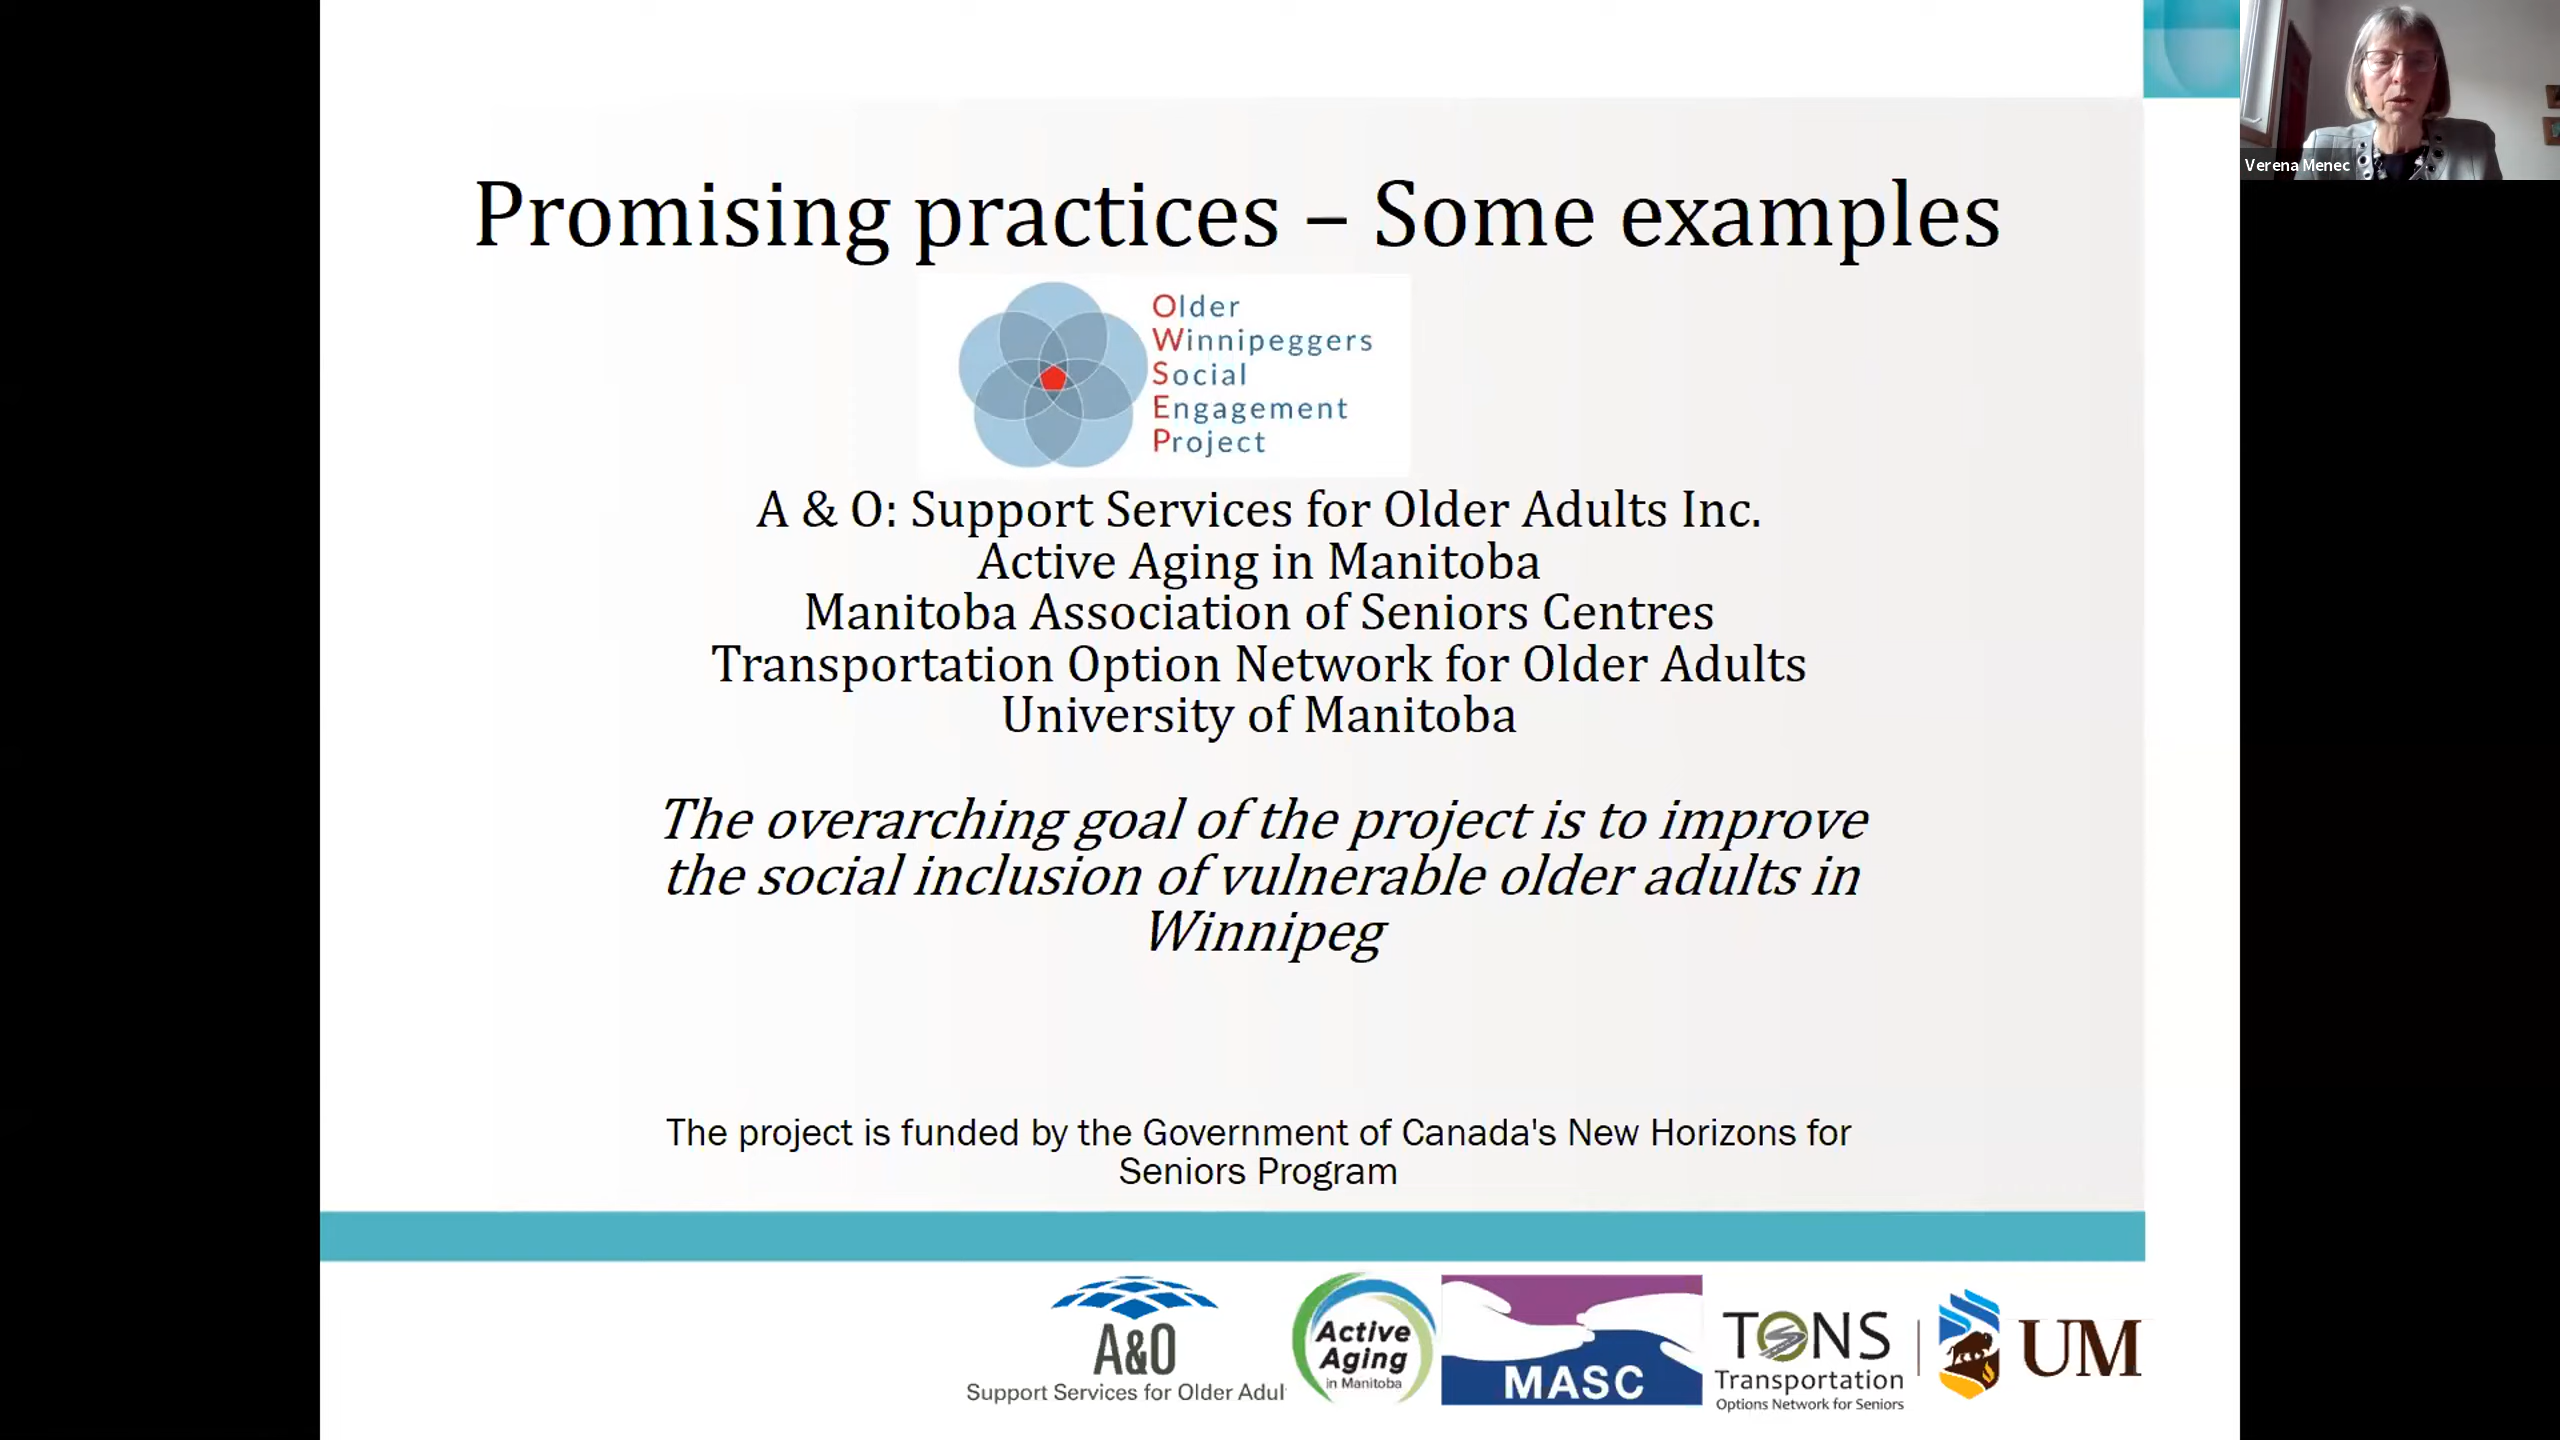 Verena Menec
Promising practices – Some examples
Older
Winnipeggers
Social
Engagement
Project
A & O: Support Services for Older Adults Inc.
Active Aging in Manitoba
Manitoba Association of Seniors Centres
Transportation Option Network for Older Adults
University of Manitoba
The overarching goal of the project is to improve
the social inclusion of vulnerable older adults in
Winnipeg
The project is funded by the Government of Canada's New Horizons for
Seniors Program
A&O
Support Services for Older Adul
Active
Aging
in Manitoba
MASC
TONS
Transportation
Options Network for Seniors
UM